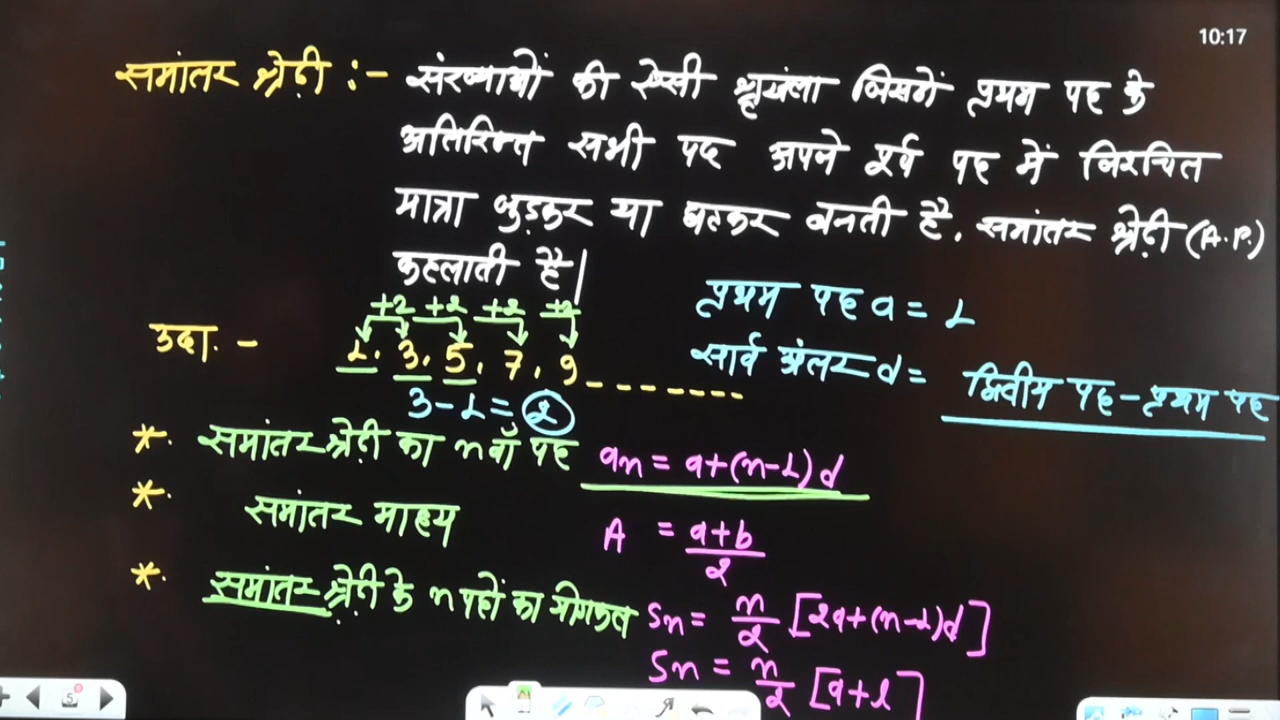 10:17
समांतर श्रेढ़ी :- संख्याओं की ऐसी श्रृखंला जिसमें प्रथम पद के
अतिरिक्त सभी पद अपने पूर्व पद में निश्चित
मात्रा जुड़कर या घटकर बनती है, समांतर श्रेढ़ी (A.P.)
कहलाती है|
प्रथम पद a = 1
सार्व अंतर d = द्वितीय पद - प्रथम पद
+2 +2 +2 +2
उदा. - 1, 3, 5, 7, 9 - - - - - - -
3-1= 2
*. समांतर श्रेढ़ी का n वाँ पद an = a+(n-1)d
*. समांतर माध्य A = a+b/2
*. समांतर श्रेढ़ी के n पदों का योगफल Sn = n/2 [2a+(n-1)d]
Sn = n/2 [a+l]
5